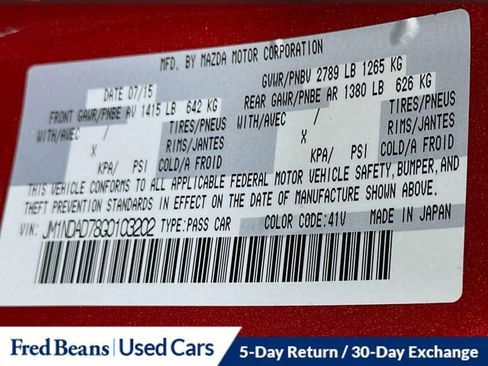 MFD. BY MAZDA MOTOR CORPORATION
DATE 07/15
GVWR/PNBV 2789 LB 1265 KG
FRONT GAWR/PNBE AV 1415 LB 642 KG
REAR GAWR/PNBE AR 1380 LB 626 KG
WITH/AVEC / TIRES/PNEUS WITH/AVEC / TIRES/PNEUS
X RIMS/JANTES X RIMS/JANTES
KPA/ PSI COLD/A FROID KPA/ PSI COLD/A FROID
THIS VEHICLE CONFORMS TO ALL APPLICABLE FEDERAL MOTOR VEHICLE SAFETY, BUMPER, AND
THEFT PREVENTION STANDARDS IN EFFECT ON THE DATE OF MANUFACTURE SHOWN ABOVE.
VIN: JM1NDAD78G0103202 TYPE: PASS CAR COLOR CODE: 41V MADE IN JAPAN
Fred Beans | Used Cars 5-Day Return / 30-Day Exchange